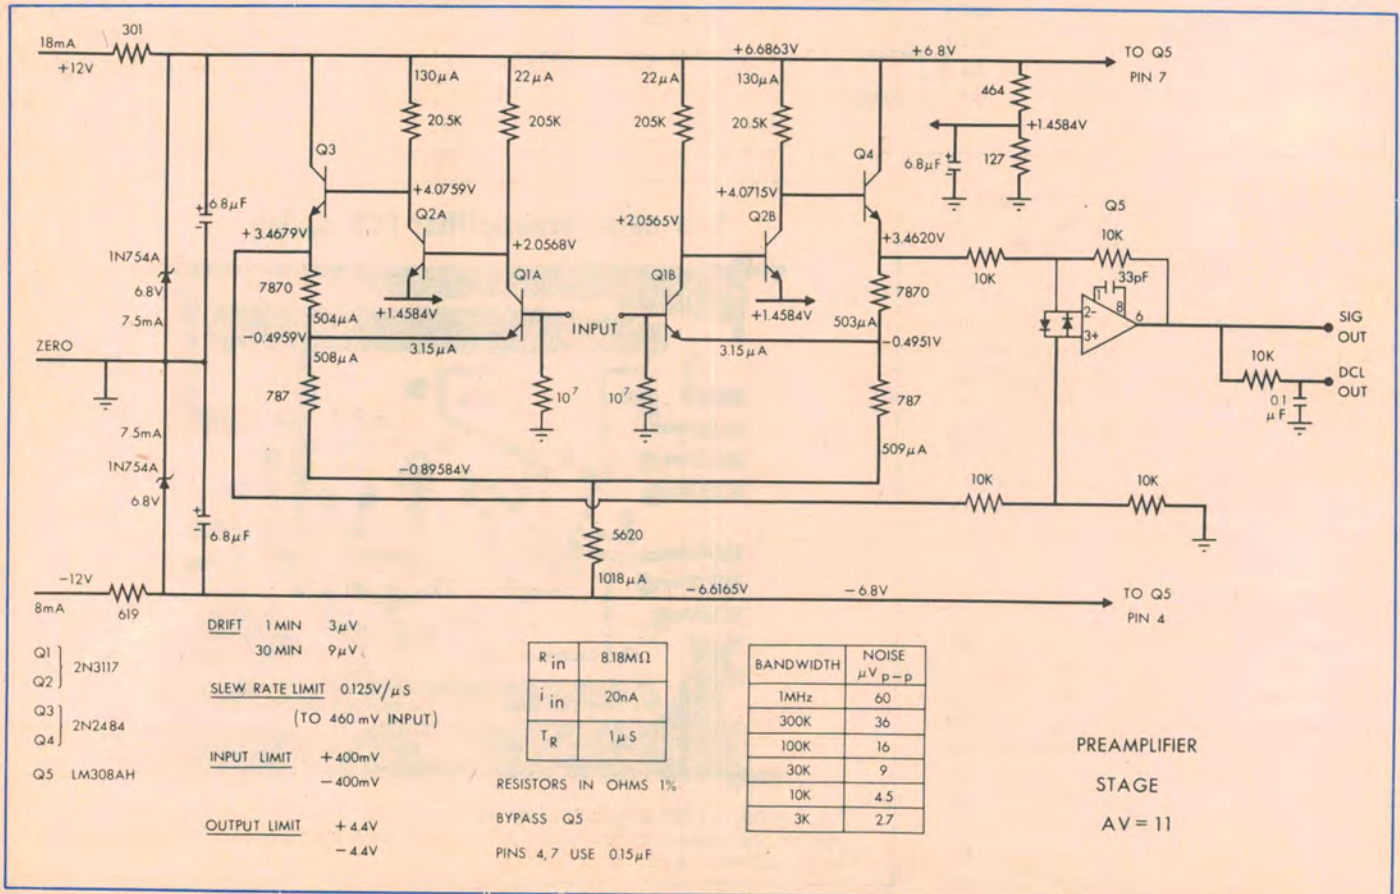 18mA
+12V
301
+6.6863V
+6.8V
TO Q5
PIN 7
130μA
22μA
22μA
130μA
464
20.5K
205K
205K
20.5K
+1.4584V
Q3
Q4
6.8μF
127
+4.0759V
+4.0715V
6.8μF
Q2A
Q2B
Q5
+3.4679V
+2.0568V
+2.0565V
+3.4620V
10K
10K
33pF
1N754A
6.8V
7.5mA
7870
Q1A
Q1B
7870
1
8
2-
3+
6
+1.4584V
INPUT
+1.4584V
504μA
503μA
SIG
OUT
-0.4959V
3.15μA
3.15μA
-0.4951V
ZERO
508μA
10K
DCL
OUT
787
10⁷
10⁷
787
0.1
μF
7.5mA
509μA
1N754A
6.8V
-0.89584V
10K
10K
6.8μF
5620
1018μA
-12V
8mA
619
-6.6165V
-6.8V
TO Q5
PIN 4
DRIFT 1 MIN 3μV
30 MIN 9μV
SLEW RATE LIMIT 0.125V/μS
(TO 460 mV INPUT)
INPUT LIMIT +400mV
-400mV
OUTPUT LIMIT +4.4V
-4.4V
Q1
Q2
2N3117
Q3
Q4
2N2484
Q5 LM308AH
R in 8.18MΩ
i in 20nA
T R 1μS
RESISTORS IN OHMS 1%
BYPASS Q5
PINS 4,7 USE 0.15μF
BANDWIDTH NOISE μV p-p
1MHz 60
300K 36
100K 16
30K 9
10K 4.5
3K 2.7
PREAMPLIFIER
STAGE
AV = 11